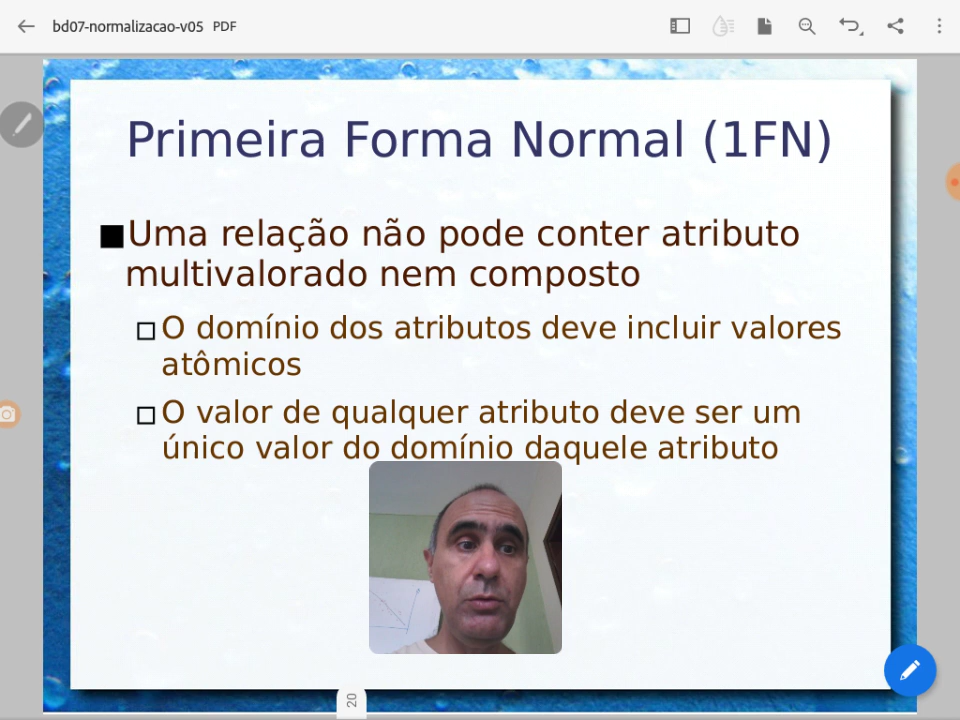 bd07-normalizacao-v05 PDF
Primeira Forma Normal (1FN)
Uma relação não pode conter atributo
multivalorado nem composto
O domínio dos atributos deve incluir valores
atômicos
O valor de qualquer atributo deve ser um
único valor do domínio daquele atributo
20